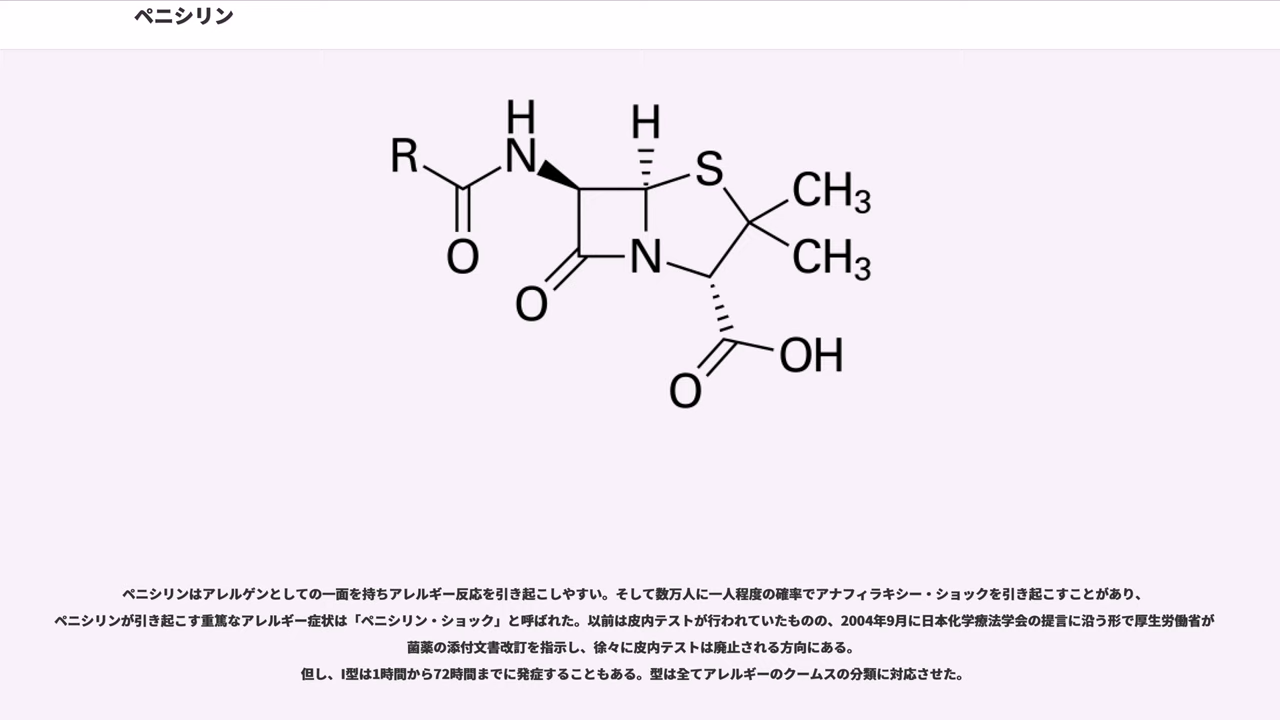 ペニシリン
H
H
R
N
S
CH3
O
N
CH3
O
OH
O
ペニシリンはアレルゲンとしての一面を持ちアレルギー反応を引き起こしやすい。そして数万人に一人程度の確率でアナフィラキシー・ショックを引き起こすことがあり、
ペニシリンが引き起こす重篤なアレルギー症状は「ペニシリン・ショック」と呼ばれた。以前は皮内テストが行われていたものの、2004年9月に日本化学療法学会の提言に沿う形で厚生労働省が
菌薬の添付文書改訂を指示し、徐々に皮内テストは廃止される方向にある。
但し、I型は1時間から72時間までに発症することもある。型は全てアレルギーのクームスの分類に対応させた。